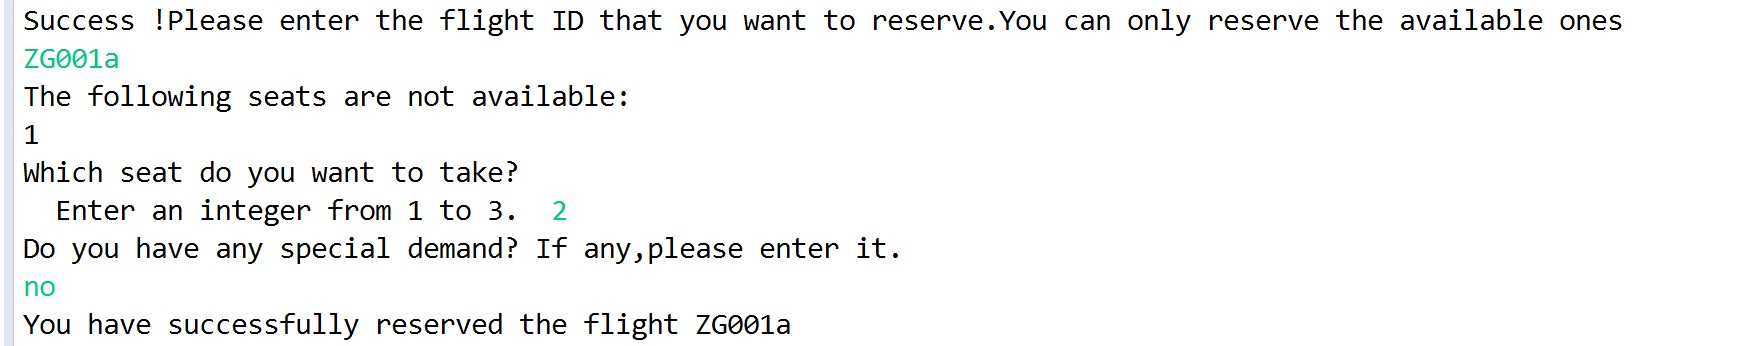 Success !Please enter the flight ID that you want to reserve.You can only reserve the available ones
ZG001a
The following seats are not available:
1
Which seat do you want to take?
  Enter an integer from 1 to 3.  2
Do you have any special demand? If any,please enter it.
no
You have successfully reserved the flight ZG001a